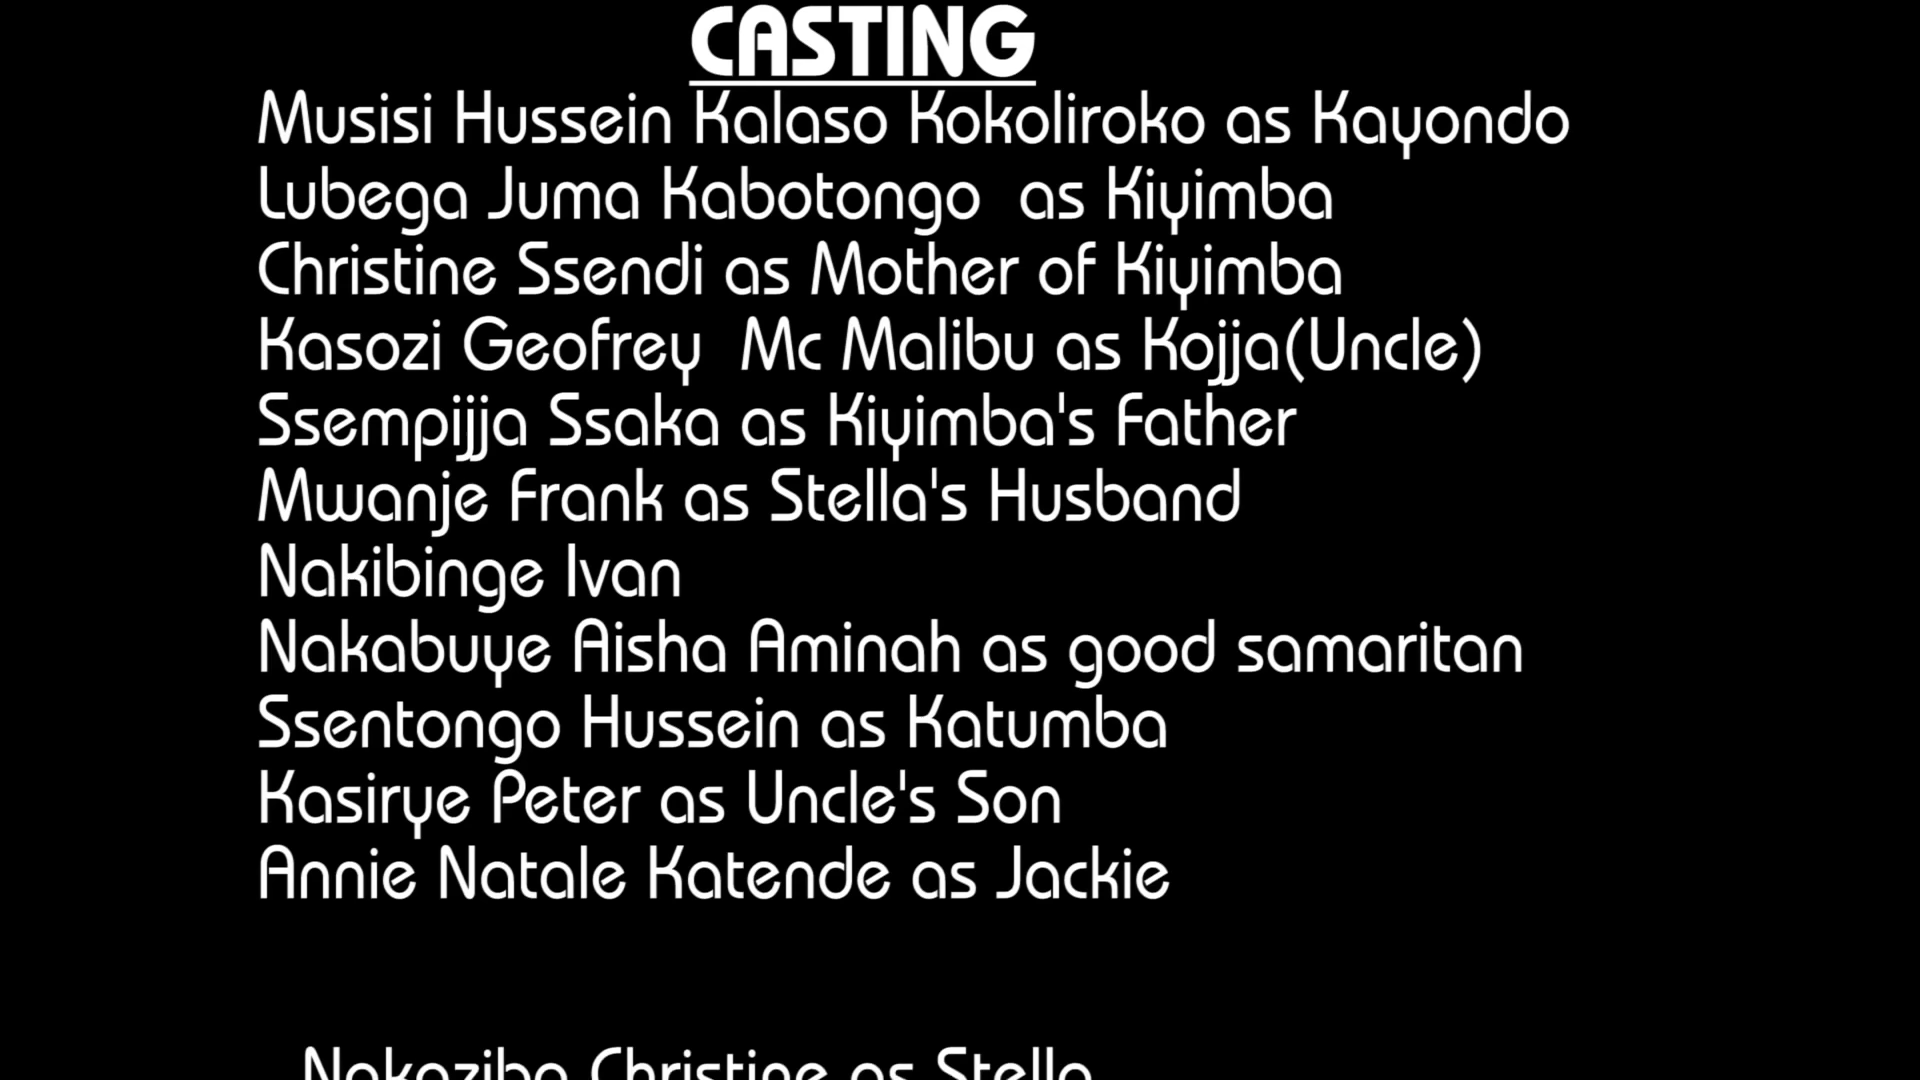 CASTING
Musisi Hussein Kalaso Kokoliroko as Kayondo
Lubega Juma Kabotongo  as Kiyimba
Christine Ssendi as Mother of Kiyimba
Kasozi Geofrey  Mc Malibu as Kojja(Uncle)
Ssempijja Ssaka as Kiyimba's Father
Mwanje Frank as Stella's Husband
Nakibinge Ivan
Nakabuye Aisha Aminah as good samaritan
Ssentongo Hussein as Katumba
Kasirye Peter as Uncle's Son
Annie Natale Katende as Jackie
Christine as Stella